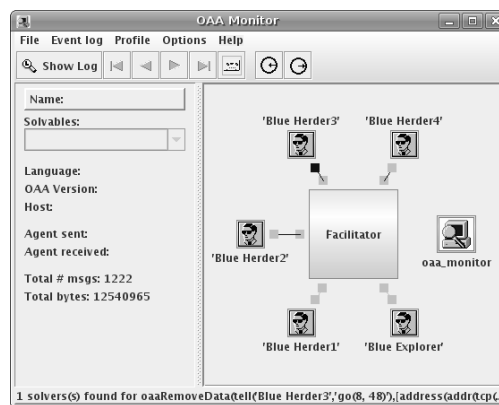 OAA Monitor
File Event log Profile Options Help
Show Log
Name:
Solvables:
Language:
OAA Version:
Host:
Agent sent:
Agent received:
Total # msgs: 1222
Total bytes: 12540965
'Blue Herder3' 'Blue Herder4'
Facilitator
'Blue Herder2' oaa_monitor
'Blue Herder1' 'Blue Explorer'
1 solvers(s) found for oaaRemoveData(tell('Blue Herder3','go(8, 48)'),[address(addr(tcp(